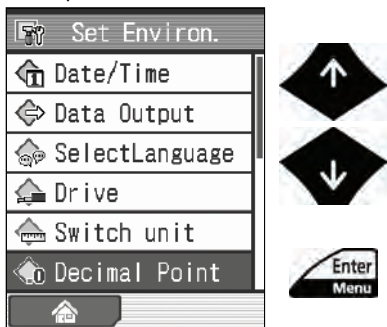 Set Environ.
Date/Time
Data Output
SelectLanguage
Drive
Switch unit
Decimal Point
Enter
Menu